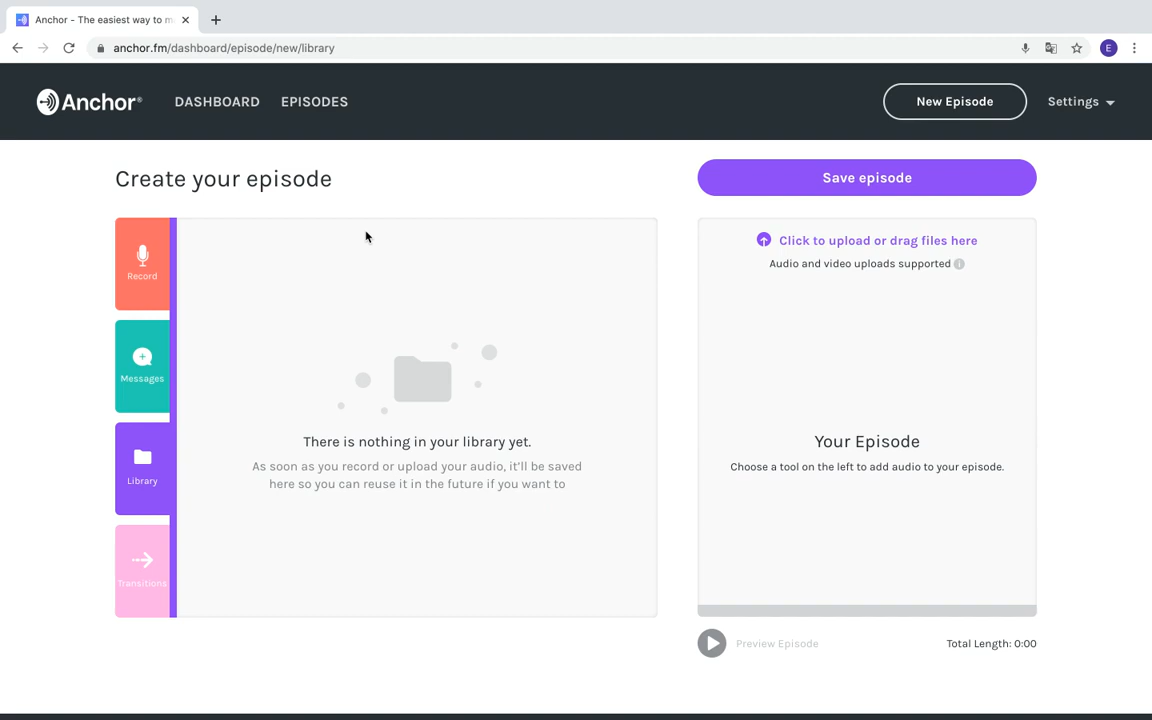 Anchor - The easiest way to m
anchor.fm/dashboard/episode/new/library
E
Anchor®
DASHBOARD
EPISODES
New Episode
Settings
Create your episode
Save episode
Record
Messages
Library
Transitions
There is nothing in your library yet.
As soon as you record or upload your audio, it'll be saved
here so you can reuse it in the future if you want to
Click to upload or drag files here
Audio and video uploads supported
Your Episode
Choose a tool on the left to add audio to your episode.
Preview Episode
Total Length: 0:00